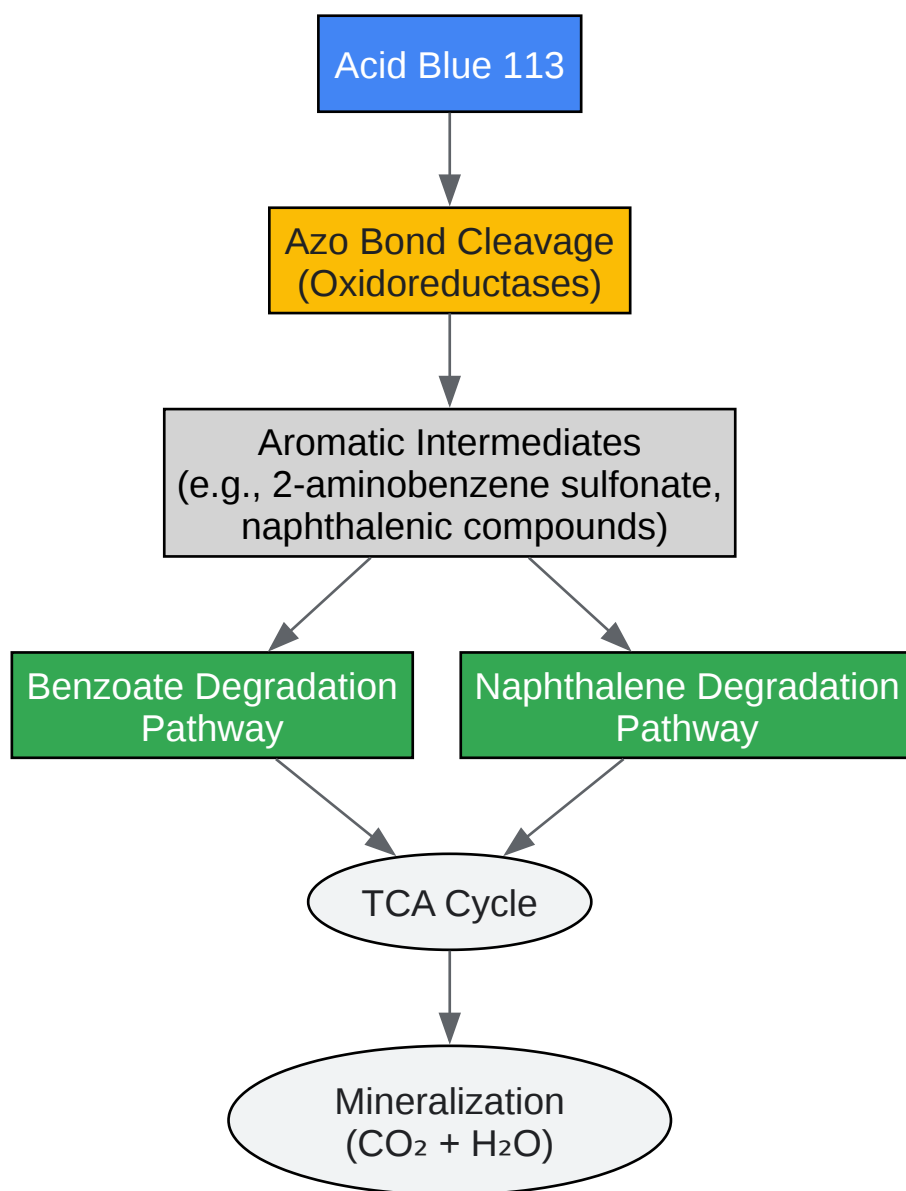 Acid Blue 113
Azo Bond Cleavage
(Oxidoreductases)
Aromatic Intermediates
(e.g., 2-aminobenzene sulfonate,
naphthalenic compounds)
Benzoate Degradation
Pathway
Naphthalene Degradation
Pathway
TCA Cycle
Mineralization
(CO₂ + H₂O)